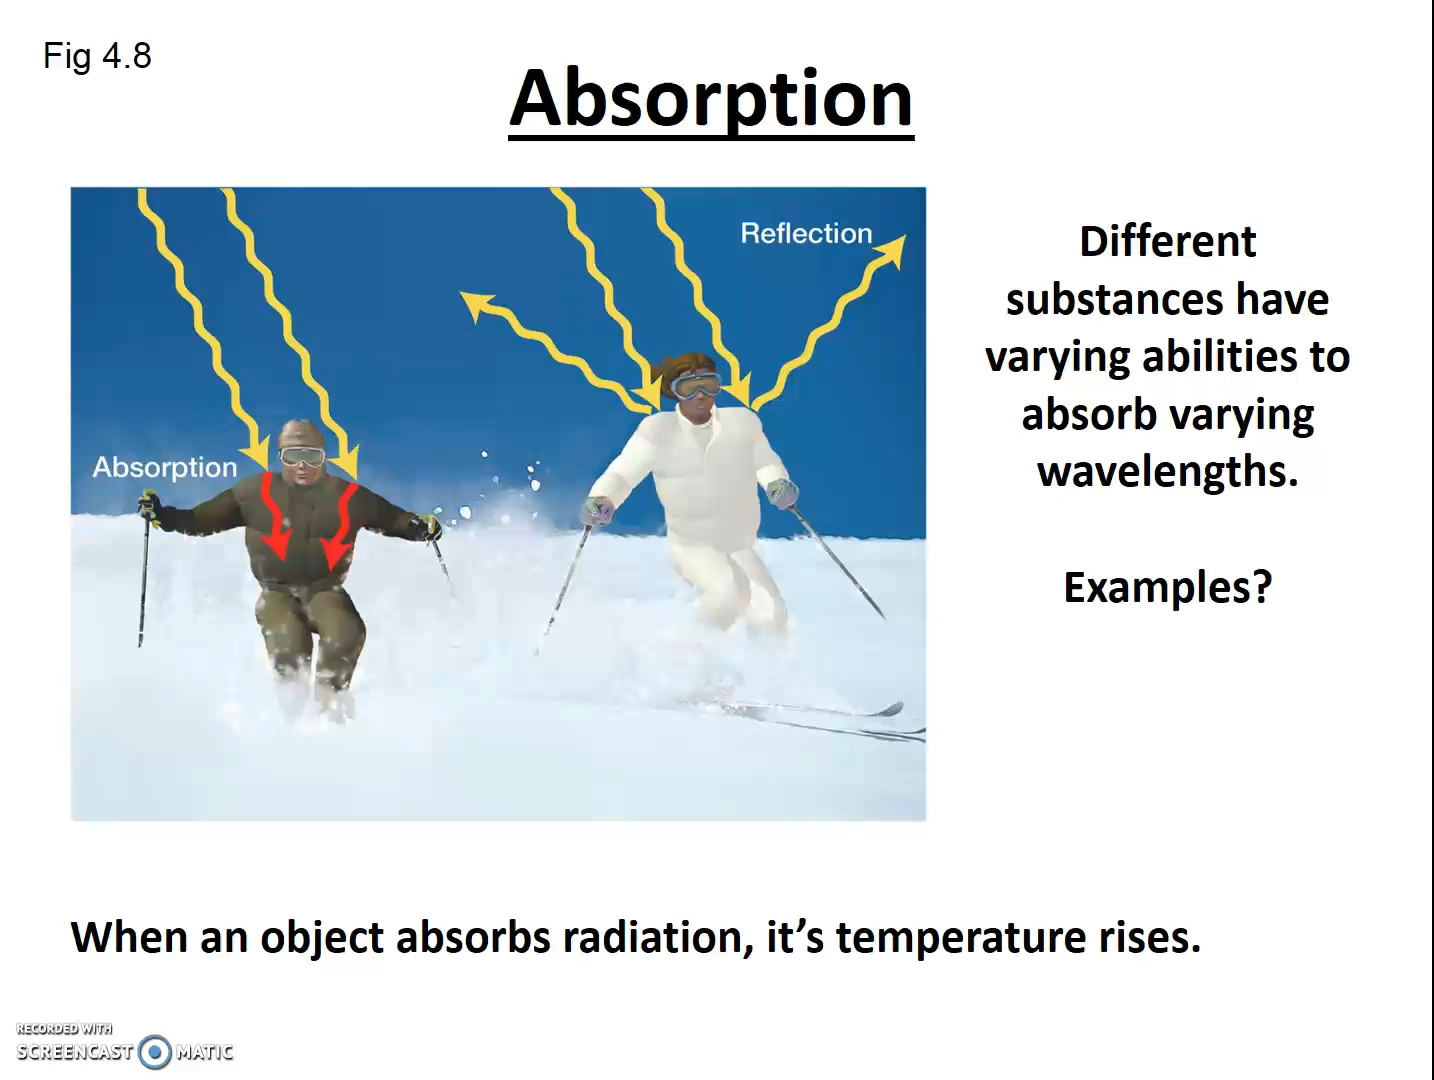 Fig 4.8
Absorption
Reflection
Absorption
Different
substances have
varying abilities to
absorb varying
wavelengths.
Examples?
When an object absorbs radiation, it’s temperature rises.
RECORDED WITH
SCREENCAST MATIC